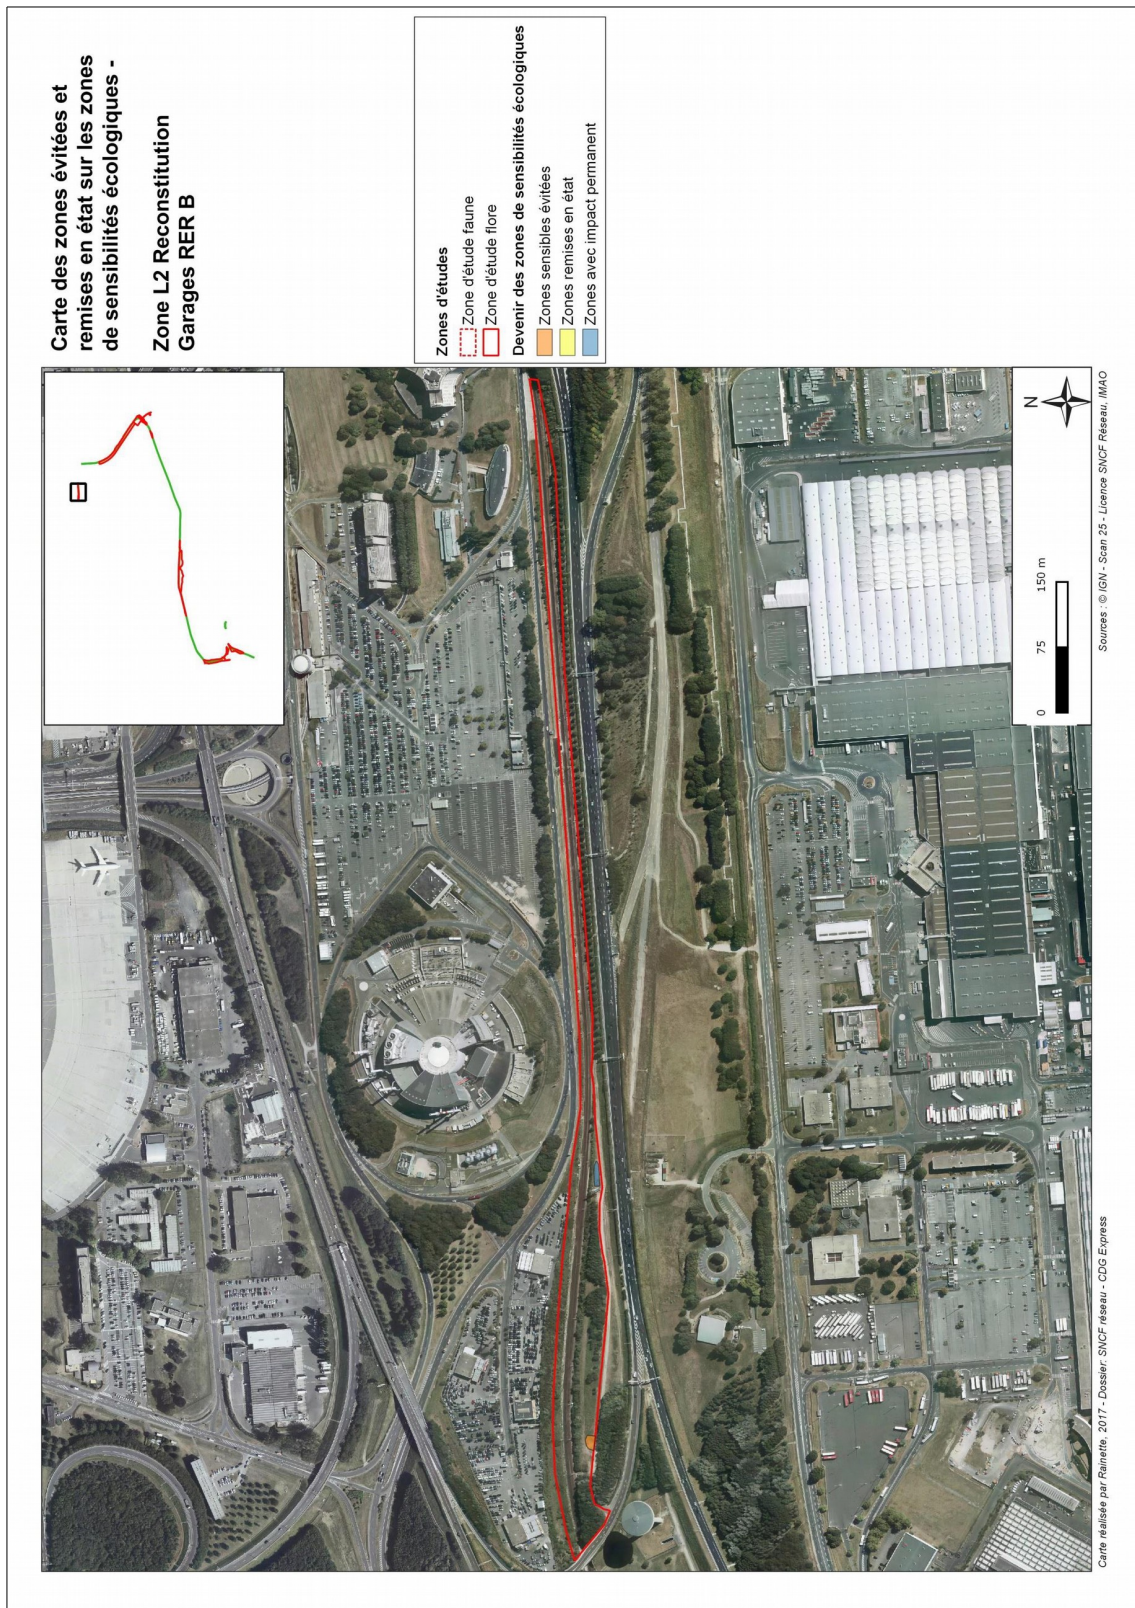 Carte des zones évitées et
remises en état sur les zones
de sensibilités écologiques -
Zone L2 Reconstitution
Garages RER B
Zones d'études
Zone d'étude faune
Zone d'étude flore
Devenir des zones de sensibilités écologiques
Zones sensibles évitées
Zones remises en état
Zones avec impact permanent
N
0 75 150 m
Carte réalisée par Rainette, 2017 - Dossier: SNCF réseau - CDG Express
Sources : © IGN - Scan 25 - Licence SNCF Réseau, IMAO